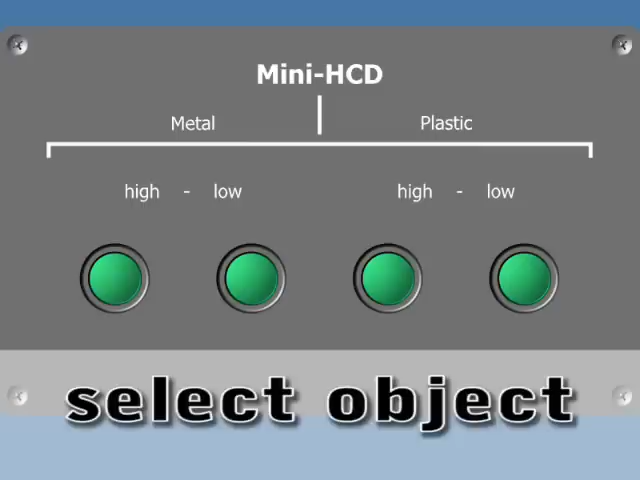 Mini-HCD
Metal Plastic
high - low high - low
select object